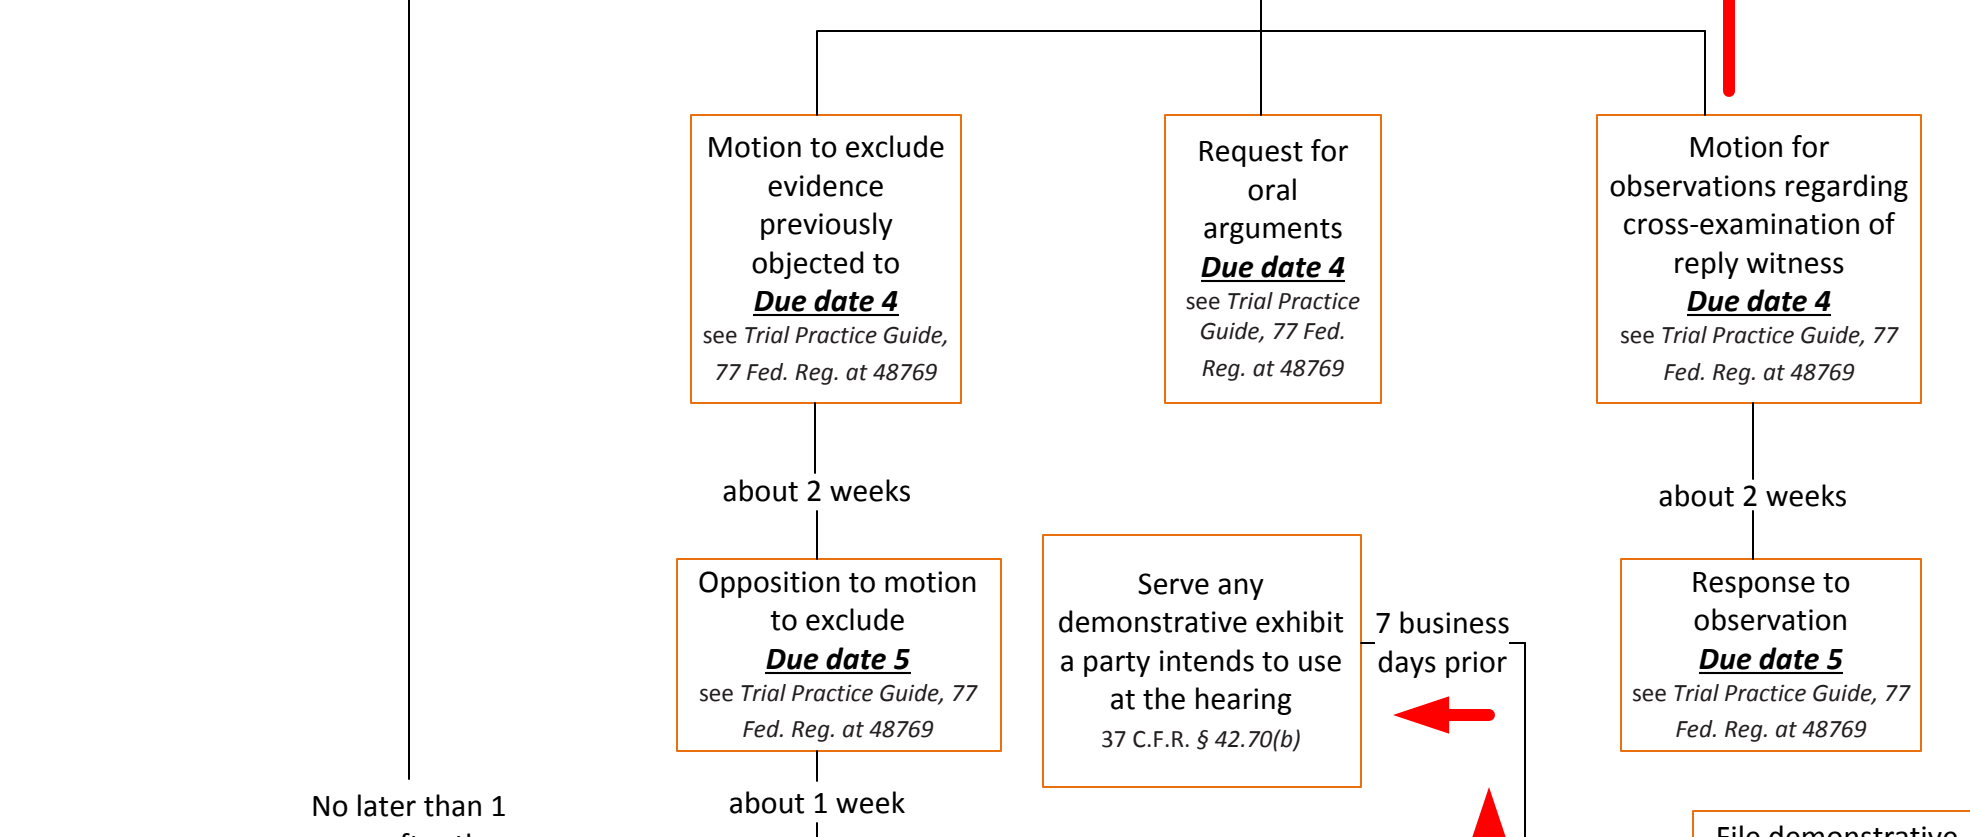 Motion to exclude
evidence
previously
objected to
Due date 4
see Trial Practice Guide,
77 Fed. Reg. at 48769
Request for
oral
arguments
Due date 4
see Trial Practice
Guide, 77 Fed.
Reg. at 48769
Motion for
observations regarding
cross-examination of
reply witness
Due date 4
see Trial Practice Guide, 77
Fed. Reg. at 48769
about 2 weeks
about 2 weeks
Opposition to motion
to exclude
Due date 5
see Trial Practice Guide, 77
Fed. Reg. at 48769
Serve any
demonstrative exhibit
a party intends to use
at the hearing
37 C.F.R. § 42.70(b)
7 business
days prior
Response to
observation
Due date 5
see Trial Practice Guide, 77
Fed. Reg. at 48769
No later than 1
about 1 week
File demonstrative